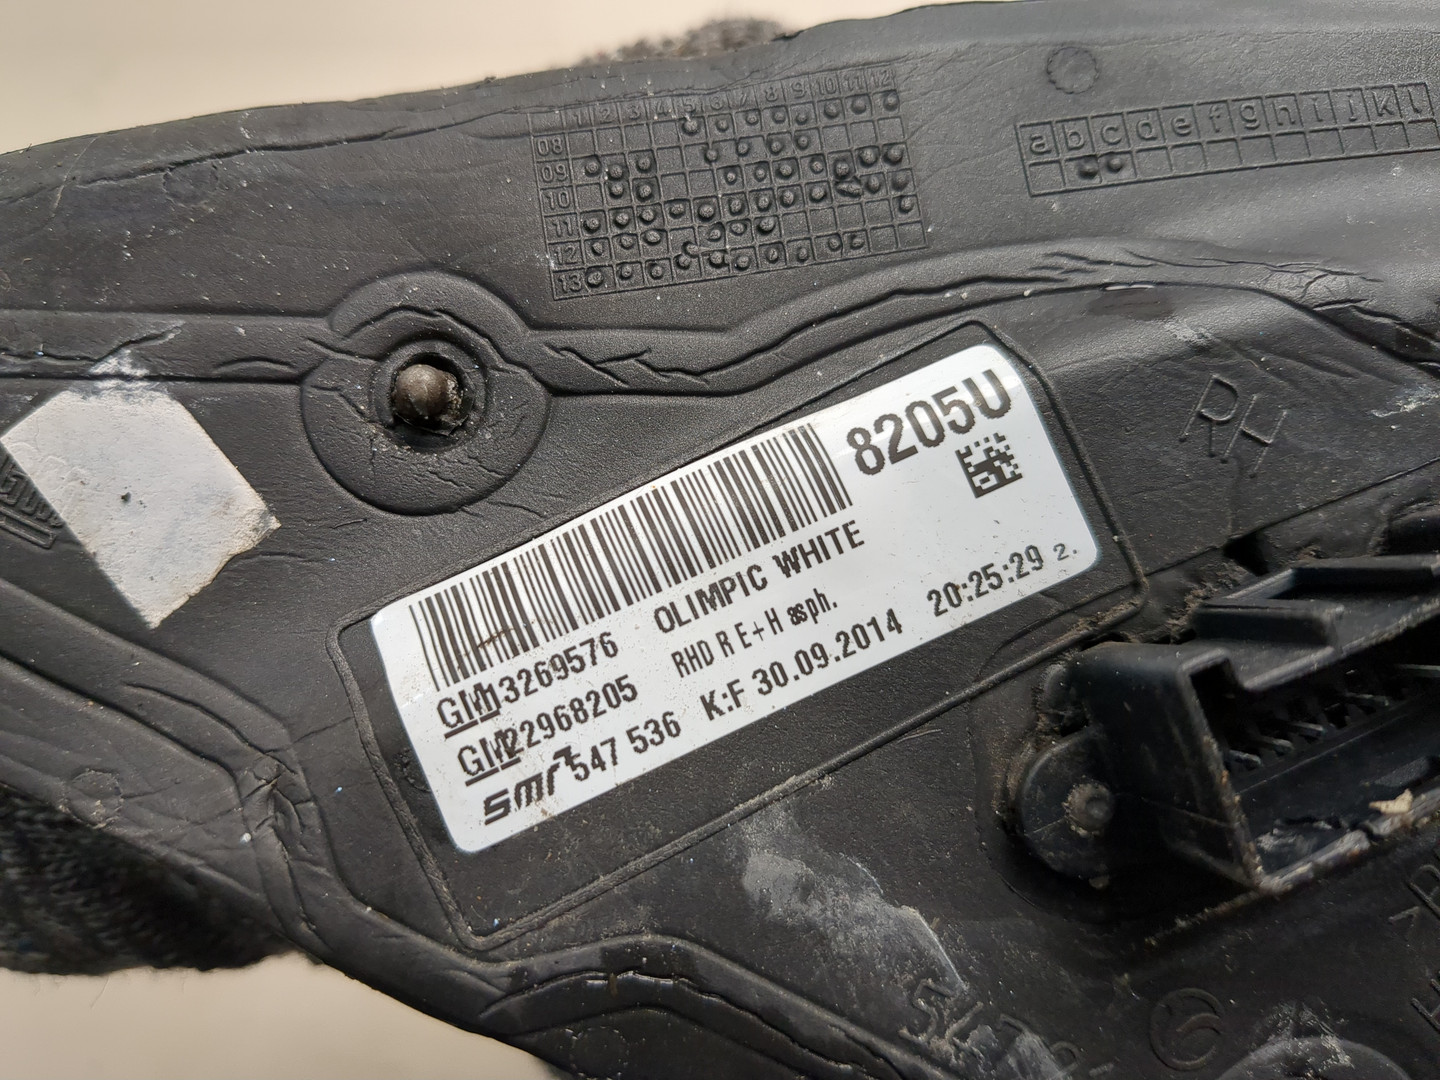 1 2 3 4 5 6 7 8 9 10 11 12
08
09
10
11
12
13
a b c d e f g h i j k l
RH
8205U
OLIMPIC WHITE
GM13269576 RHD R E+H asph.
GM22968205 K:F 30.09.2014 20:25:29 2.
smr 547 536